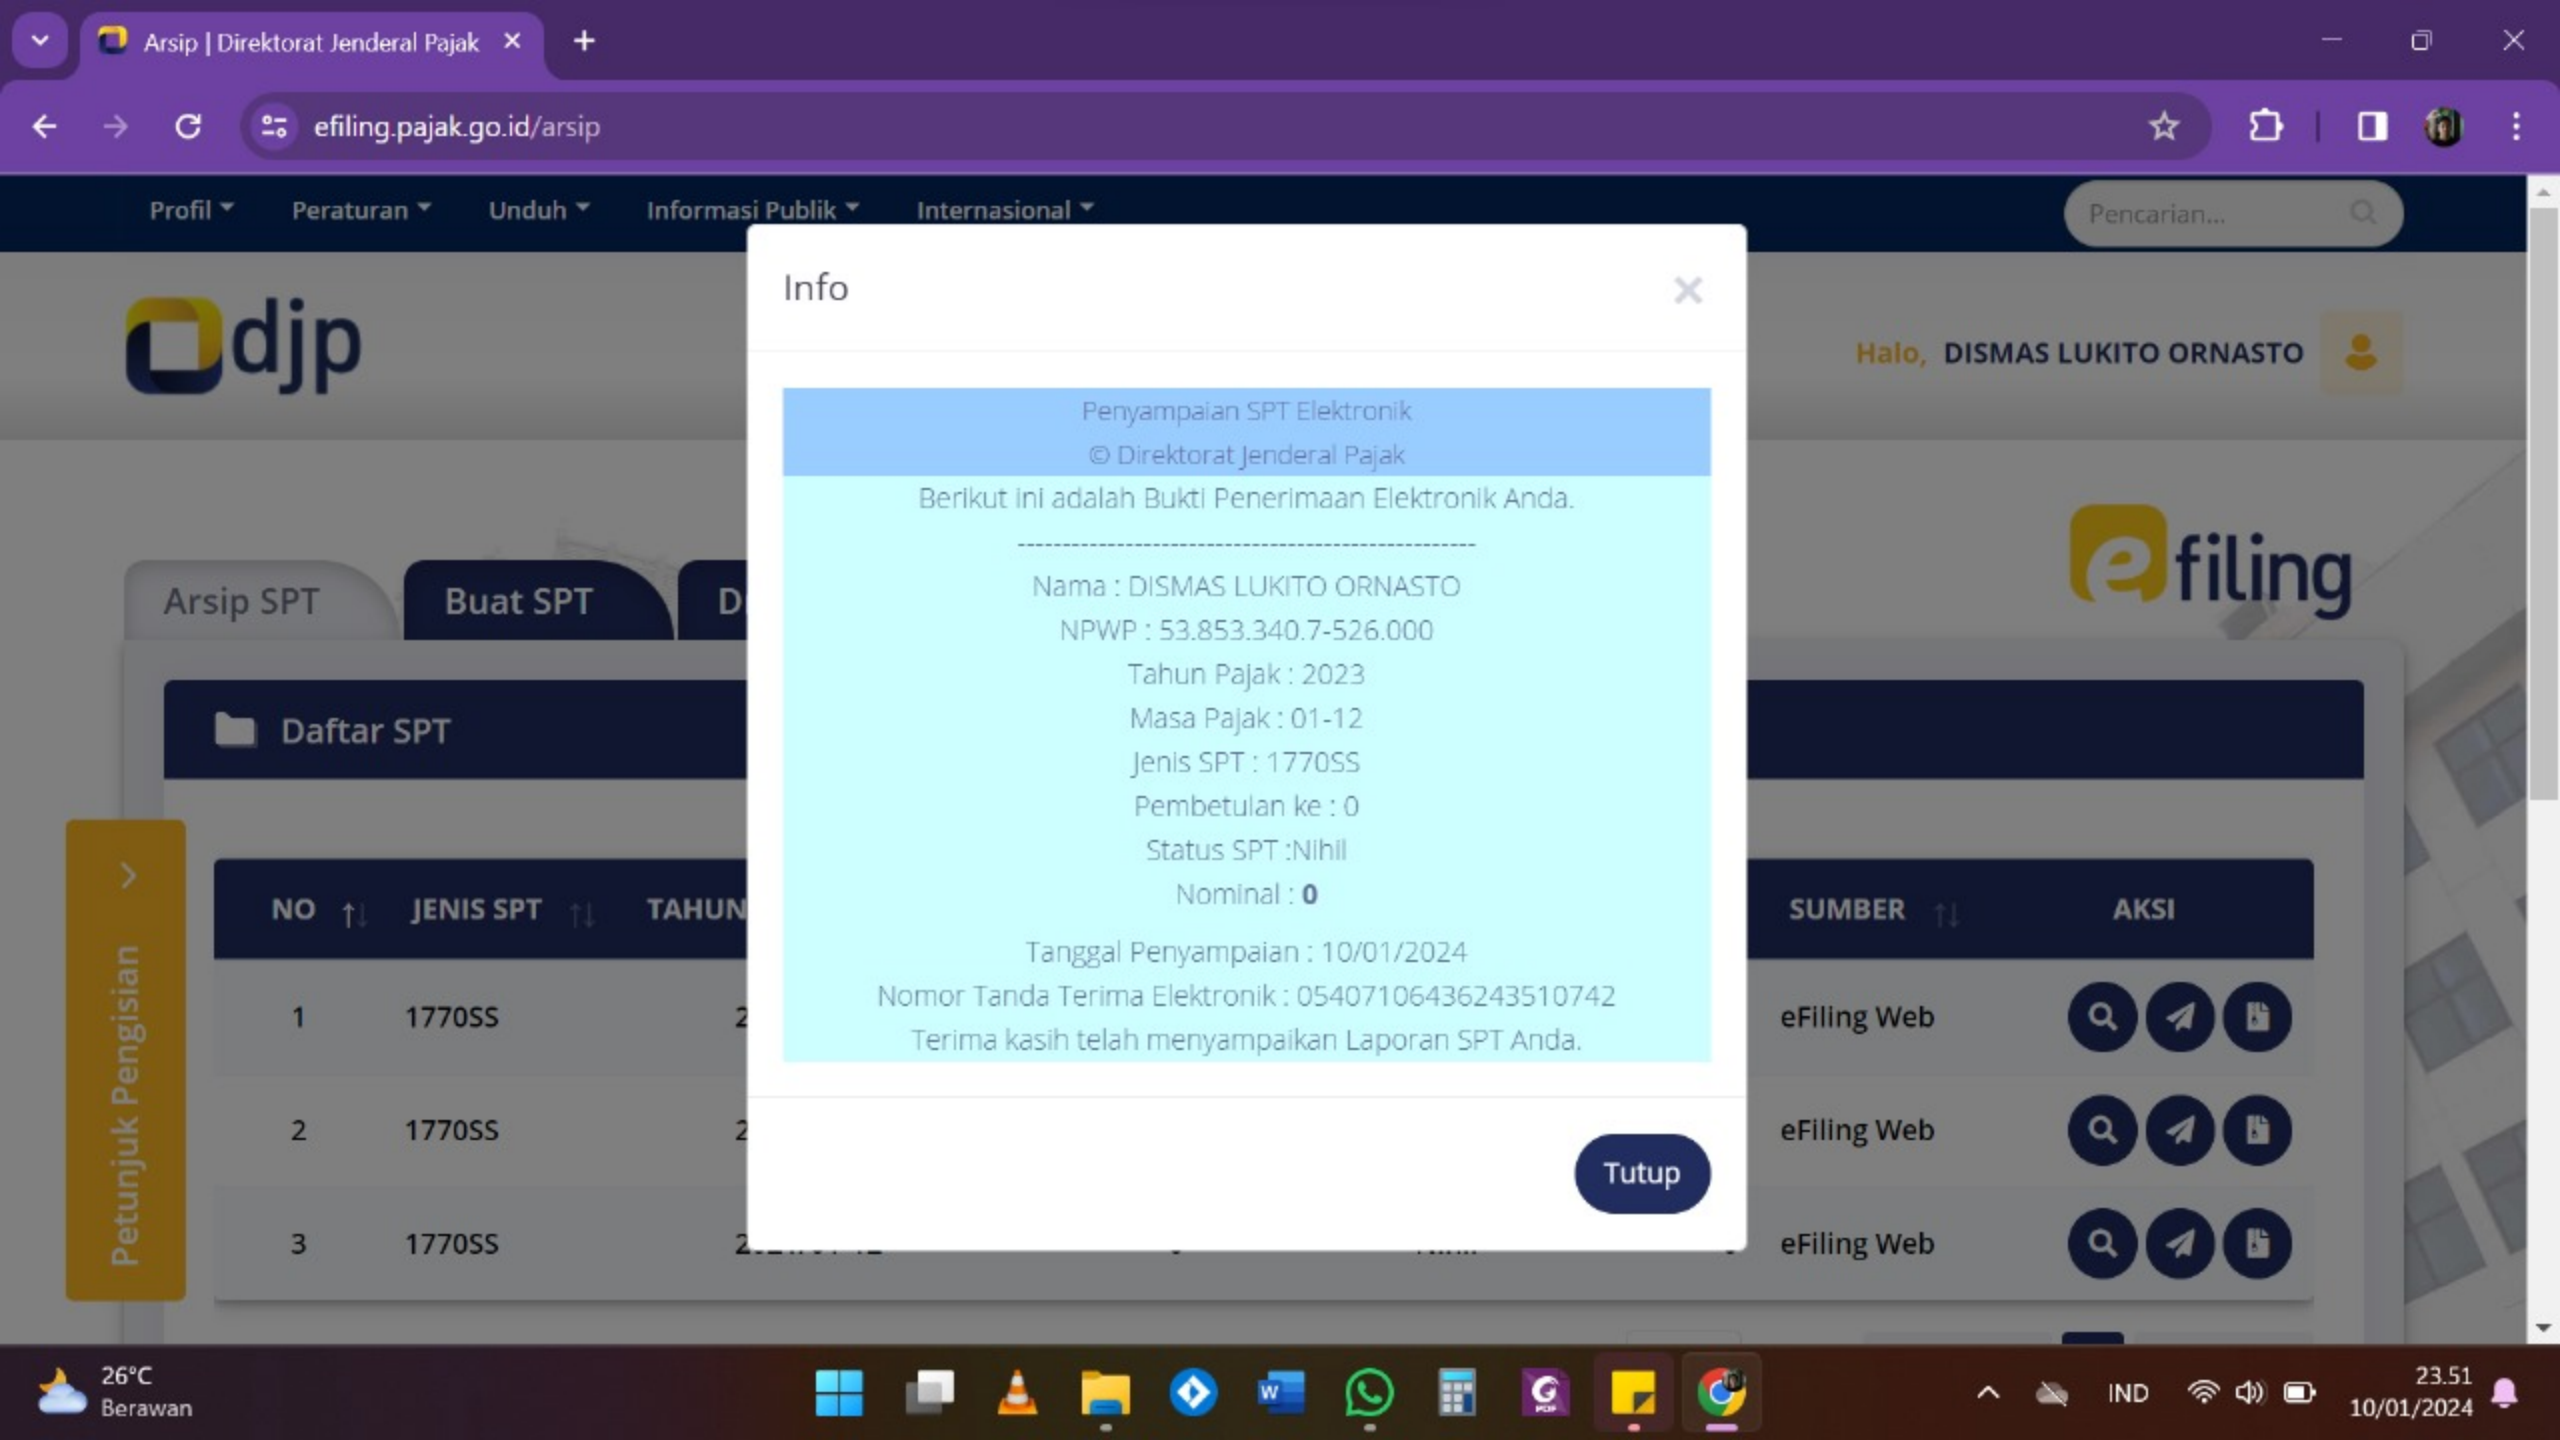 Arsip | Direktorat Jenderal Pajak
efiling.pajak.go.id/arsip
Profil Peraturan Unduh Informasi Publik Internasional
Pencarian...
djp
Halo, DISMAS LUKITO ORNASTO
efiling
Arsip SPT
Buat SPT
Daftar SPT
Petunjuk Pengisian
NO JENIS SPT TAHUN SUMBER AKSI
1 1770SS eFiling Web
2 1770SS eFiling Web
3 1770SS eFiling Web
Info
Penyampaian SPT Elektronik
© Direktorat Jenderal Pajak
Berikut ini adalah Bukti Penerimaan Elektronik Anda.
--------------------------------------------------
Nama : DISMAS LUKITO ORNASTO
NPWP : 53.853.340.7-526.000
Tahun Pajak : 2023
Masa Pajak : 01-12
Jenis SPT : 1770SS
Pembetulan ke : 0
Status SPT :Nihil
Nominal : 0
Tanggal Penyampaian : 10/01/2024
Nomor Tanda Terima Elektronik : 05407106436243510742
Terima kasih telah menyampaikan Laporan SPT Anda.
Tutup
26°C
Berawan
IND
23.51
10/01/2024